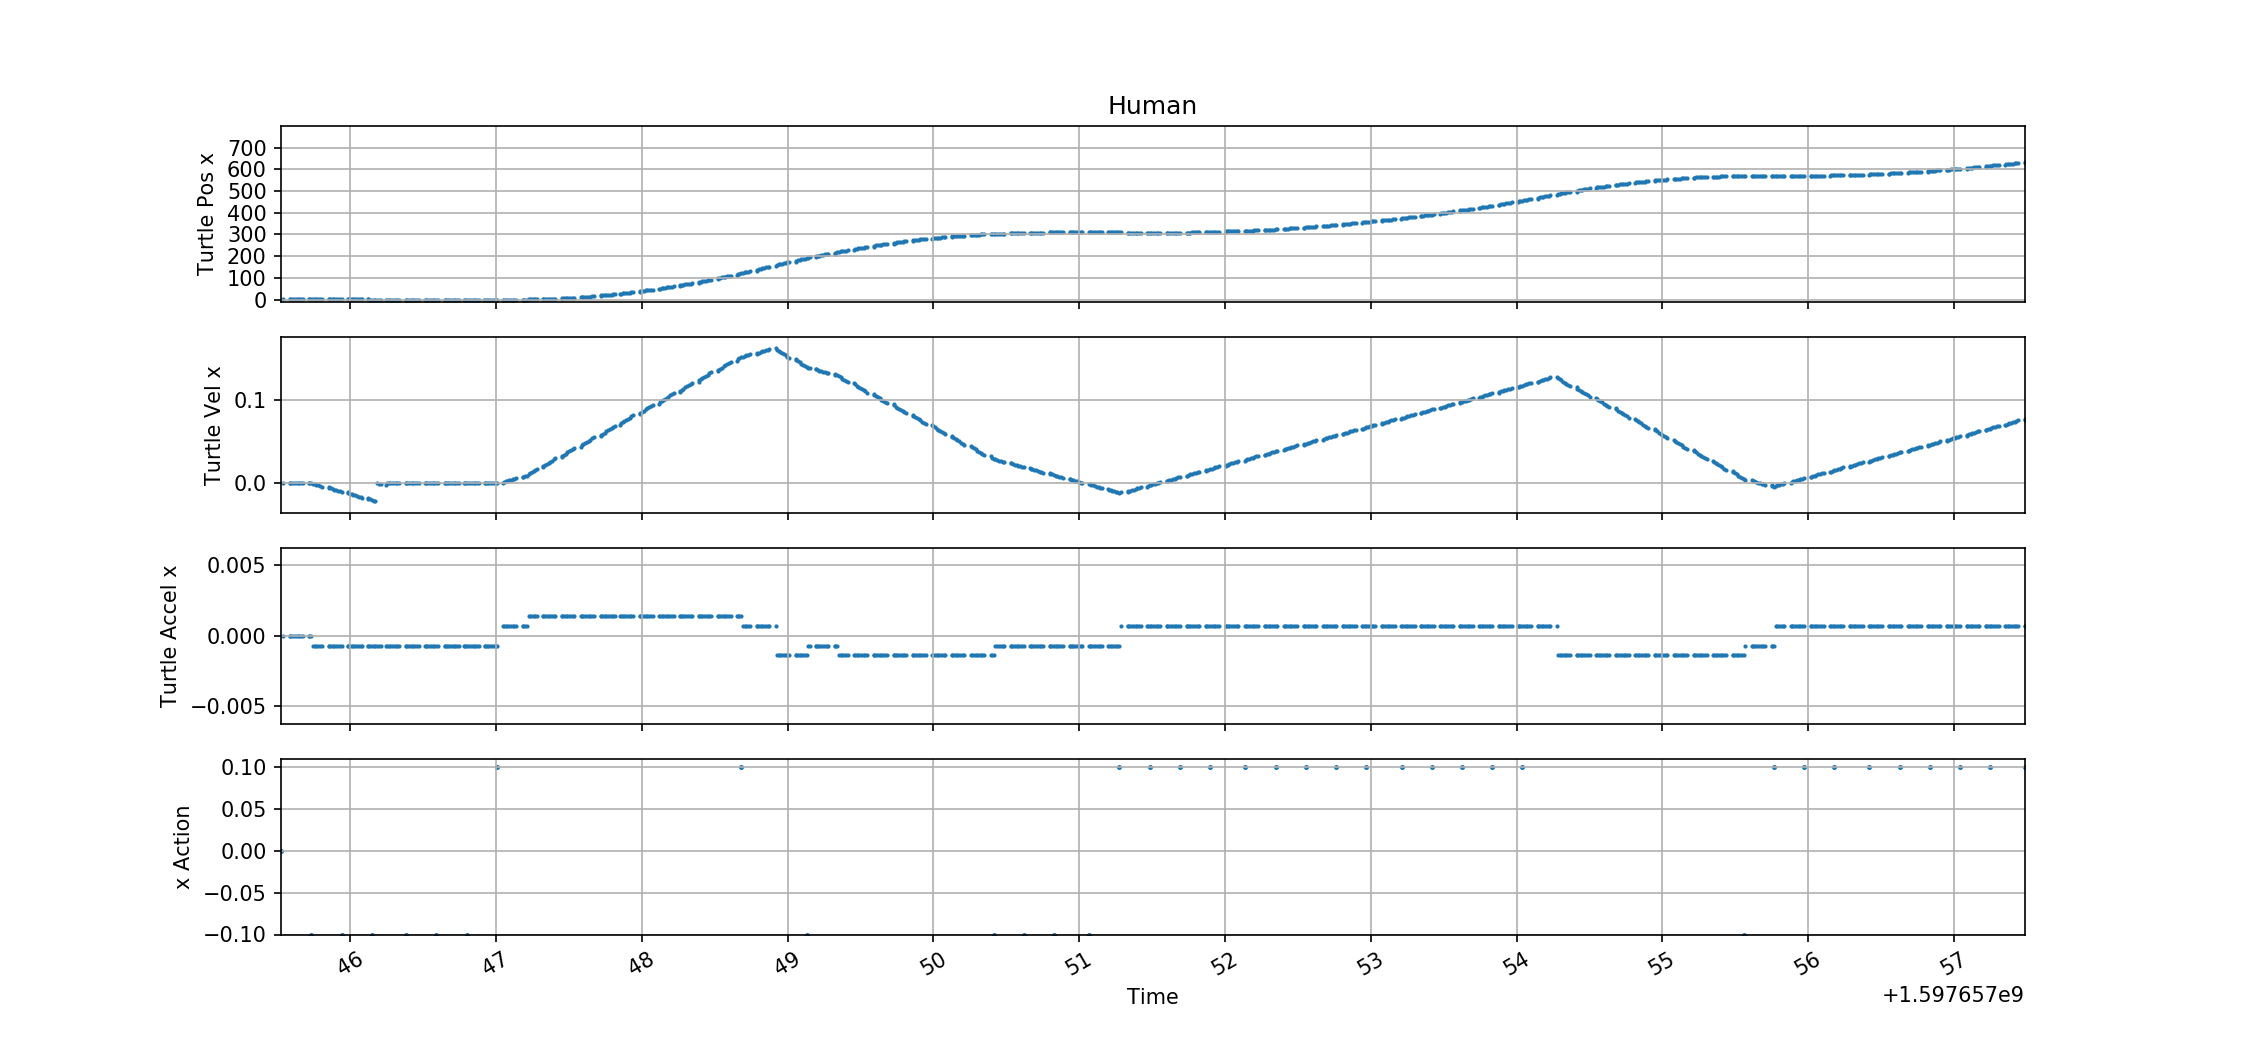 Human
Turtle Pos x
700
600
500
400
300
200
100
0
Turtle Vel x
0.1
0.0
Turtle Accel x
0.005
0.000
−0.005
x Action
0.10
0.05
0.00
−0.05
−0.10
46 47 48 49 50 51 52 53 54 55 56 57
Time
+1.597657e9